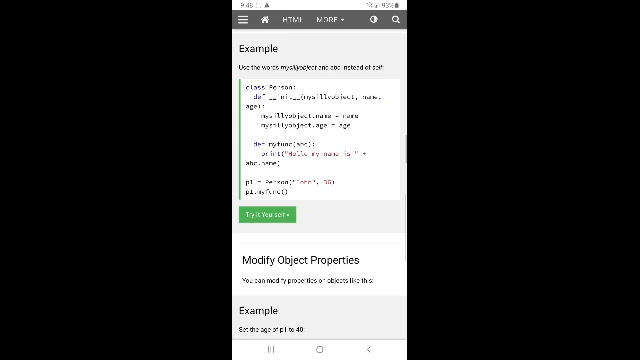 9:48
93%
HTML MORE
Example
Use the words mysillyobject and abc instead of self:
class Person:
def __init__(mysillyobject, name,
age):
mysillyobject.name = name
mysillyobject.age = age
def myfunc(abc):
print("Hello my name is " +
abc.name)
p1 = Person("John", 36)
p1.myfunc()
Try it Yourself »
Modify Object Properties
You can modify properties on objects like this:
Example
Set the age of p1 to 40: